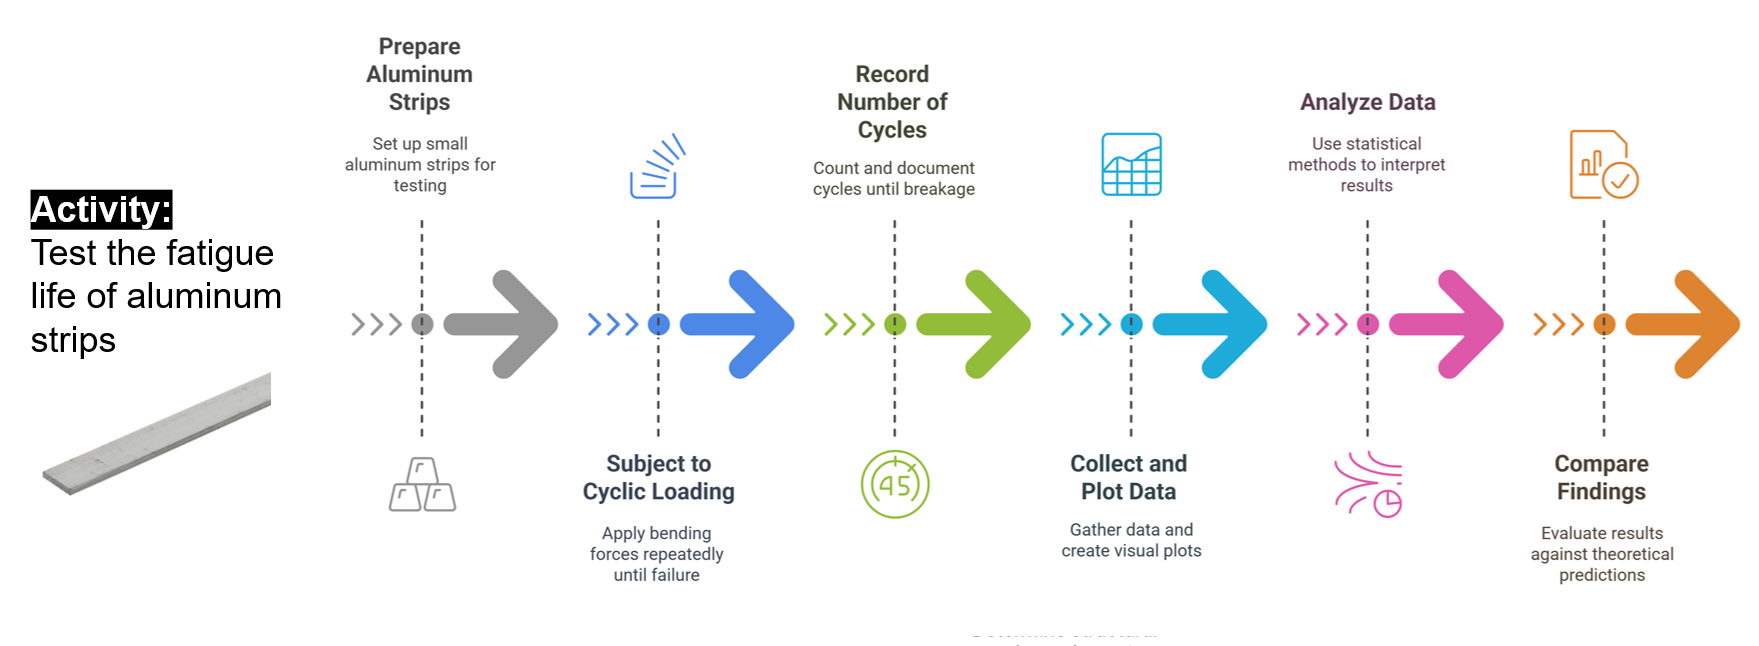 Activity:
Test the fatigue
life of aluminum
strips
Prepare
Aluminum
Strips
Set up small
aluminum strips for
testing
Subject to
Cyclic Loading
Apply bending
forces repeatedly
until failure
Record
Number of
Cycles
Count and document
cycles until breakage
45
Collect and
Plot Data
Gather data and
create visual plots
Analyze Data
Use statistical
methods to interpret
results
Compare
Findings
Evaluate results
against theoretical
predictions